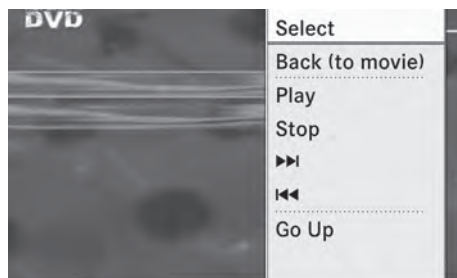 DVD
Select
Back (to movie)
Play
Stop
▶▶I
I◀◀
Go Up